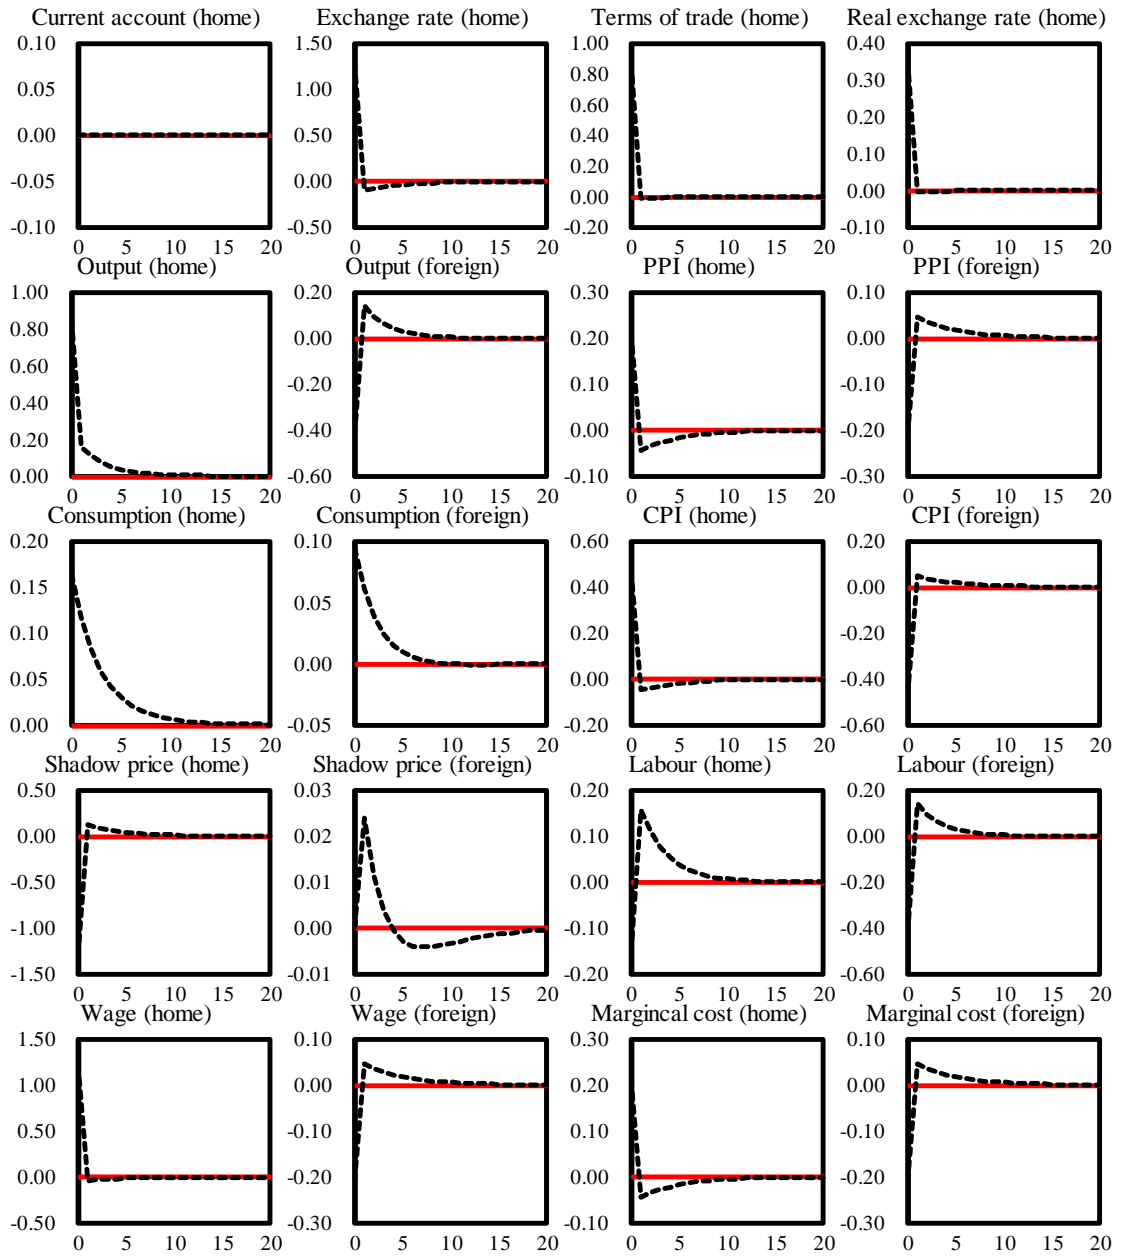 Current account (home) Exchange rate (home) Terms of trade (home) Real exchange rate (home)
0.10 1.50 1.00 0.40
0.80
0.05 1.00 0.60 0.30
0.00 0.50 0.40 0.20
0.20 0.10
-0.05 0.00 0.00 0.00
-0.10 -0.50 -0.20 -0.10
0 5 10 15 20 0 5 10 15 20 0 5 10 15 20 0 5 10 15 20
Output (home) Output (foreign) PPI (home) PPI (foreign)
1.00 0.20 0.30 0.10
0.80 0.00 0.20 0.00
0.60
0.40 -0.20 0.10 -0.10
0.20 -0.40 0.00 -0.20
0.00 -0.60 -0.10 -0.30
0 5 10 15 20 0 5 10 15 20 0 5 10 15 20 0 5 10 15 20
Consumption (home) Consumption (foreign) CPI (home) CPI (foreign)
0.20 0.10 0.60 0.20
0.15 0.05 0.40 0.00
0.10 0.20 -0.20
0.05 0.00 0.00 -0.40
0.00 -0.05 -0.20 -0.60
0 5 10 15 20 0 5 10 15 20 0 5 10 15 20 0 5 10 15 20
Shadow price (home) Shadow price (foreign) Labour (home) Labour (foreign)
0.50 0.03 0.20 0.20
0.00 0.02 0.10 0.00
-0.50 0.01 0.00 -0.20
-1.00 0.00 -0.10 -0.40
-1.50 -0.01 -0.20 -0.60
0 5 10 15 20 0 5 10 15 20 0 5 10 15 20 0 5 10 15 20
Wage (home) Wage (foreign) Margincal cost (home) Marginal cost (foreign)
1.50 0.10 0.30 0.10
1.00 0.00 0.20 0.00
0.50 -0.10 0.10 -0.10
0.00 -0.20 0.00 -0.20
-0.50 -0.30 -0.10 -0.30
0 5 10 15 20 0 5 10 15 20 0 5 10 15 20 0 5 10 15 20